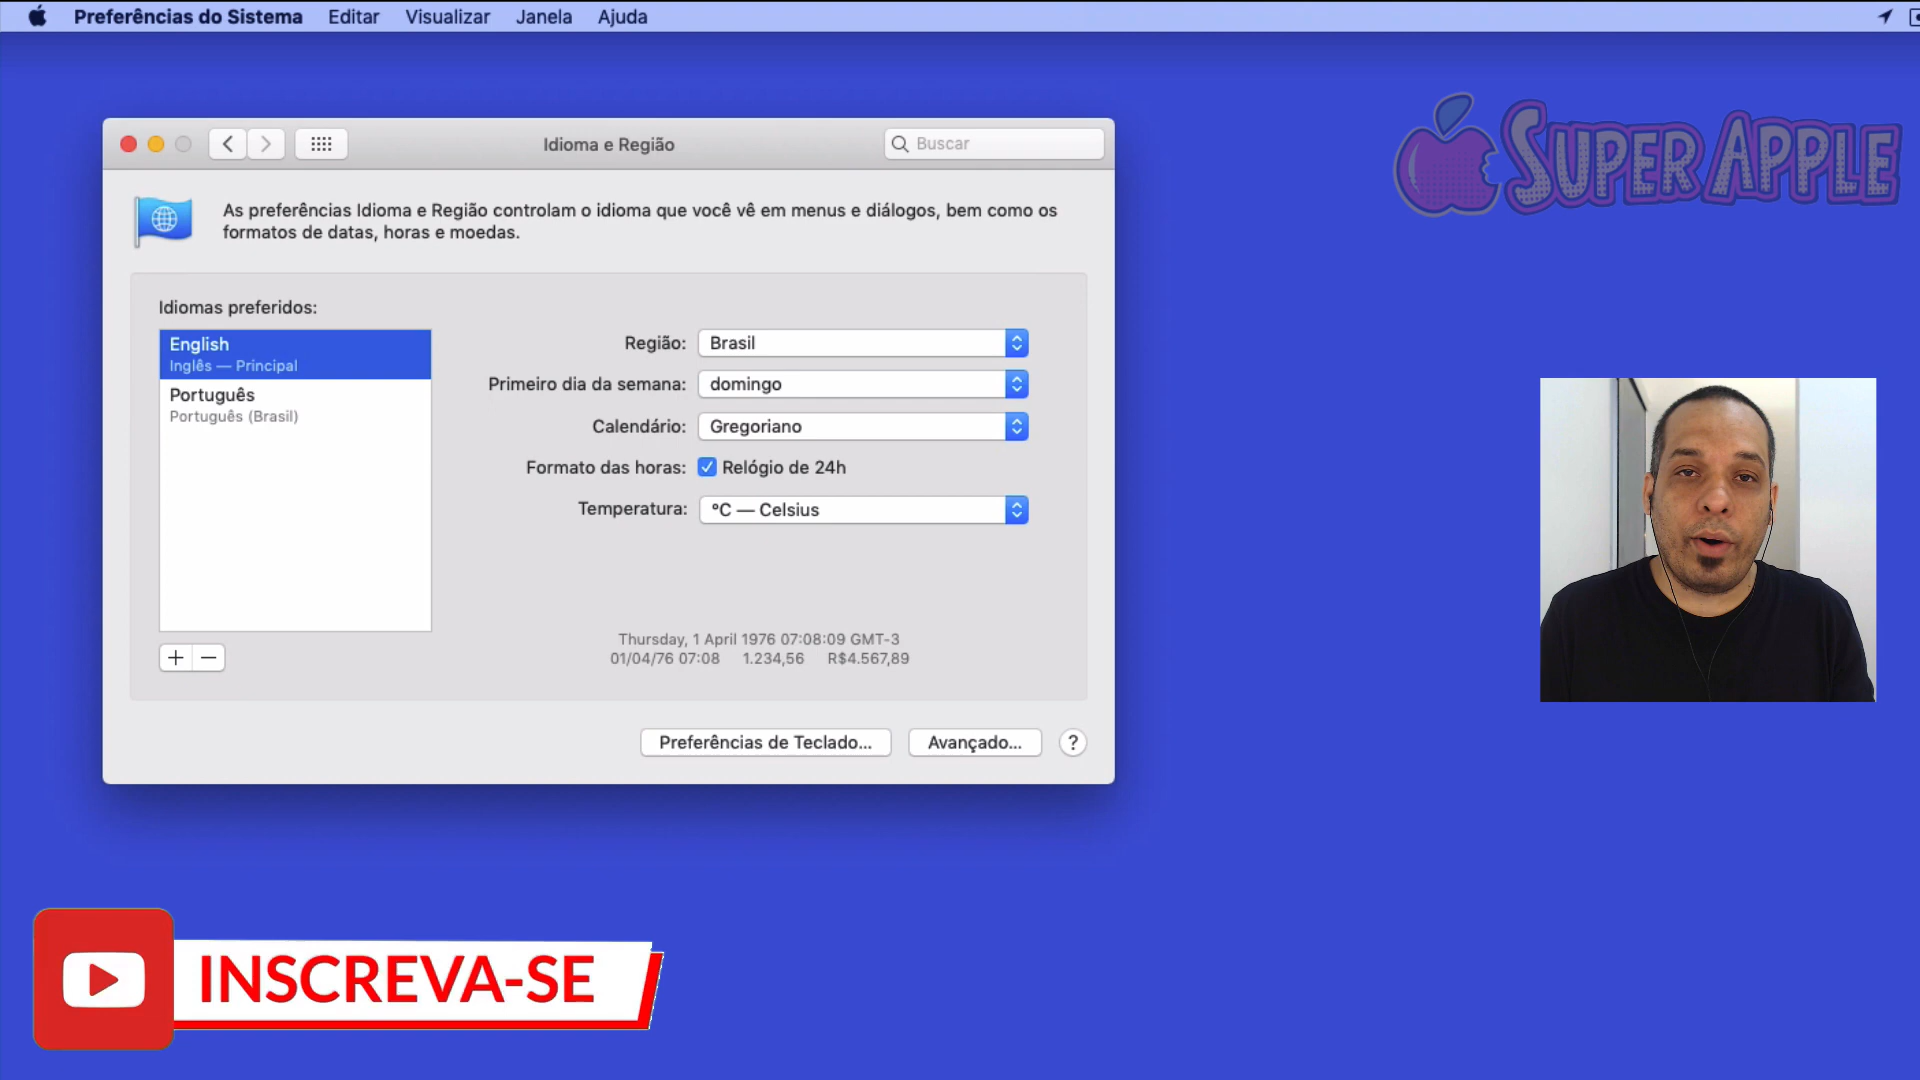 Preferências do Sistema Editar Visualizar Janela Ajuda
SUPER APPLE
Idioma e Região
Buscar
As preferências Idioma e Região controlam o idioma que você vê em menus e diálogos, bem como os
formatos de datas, horas e moedas.
Idiomas preferidos:
English
Inglês — Principal
Português
Português (Brasil)
Região: Brasil
Primeiro dia da semana: domingo
Calendário: Gregoriano
Formato das horas: Relógio de 24h
Temperatura: °C — Celsius
Thursday, 1 April 1976 07:08:09 GMT-3
01/04/76 07:08 1.234,56 R$4.567,89
+ −
Preferências de Teclado... Avançado... ?
INSCREVA-SE